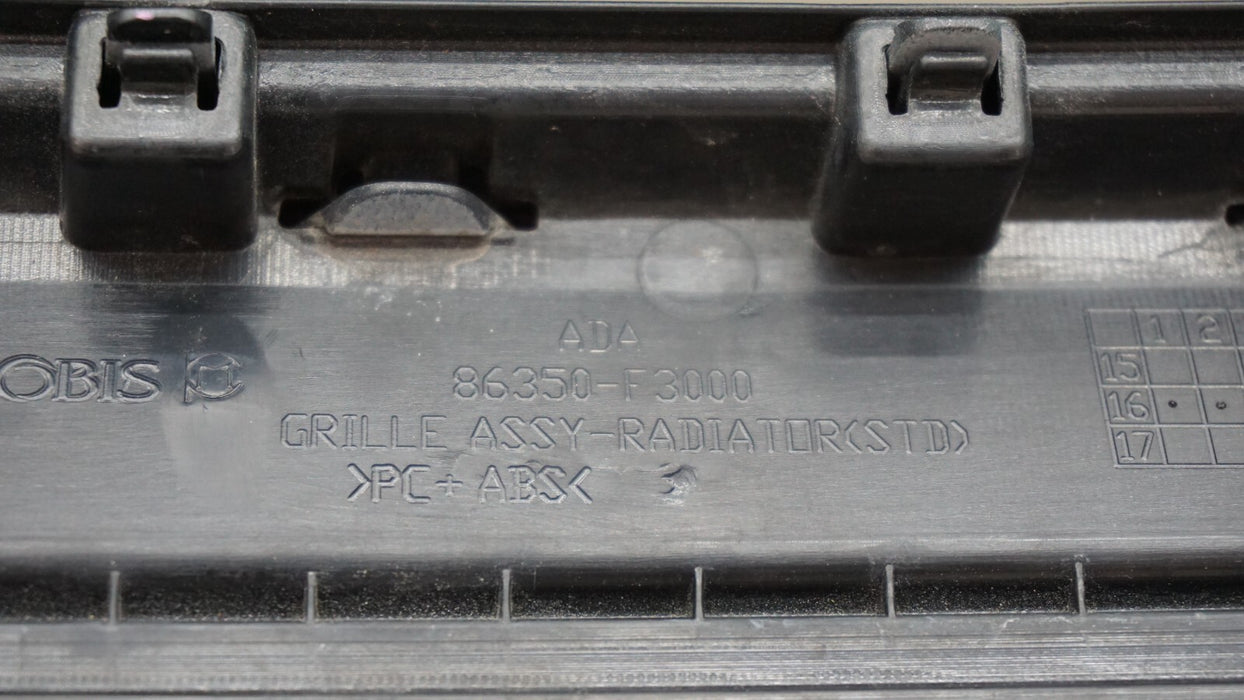 OBIS
ADA
86350-F3000
GRILLE ASSY-RADIATOR(STD)
>PC+ ABS<
1 2
15
16
17